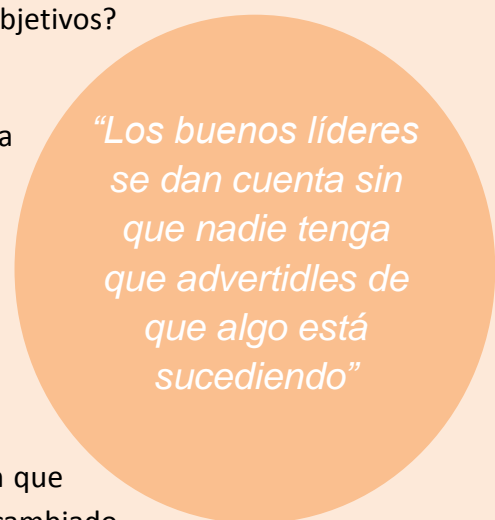 bjetivos?
a
“Los buenos líderes
se dan cuenta sin
que nadie tenga
que advertidles de
que algo está
sucediendo”
que
cambiado